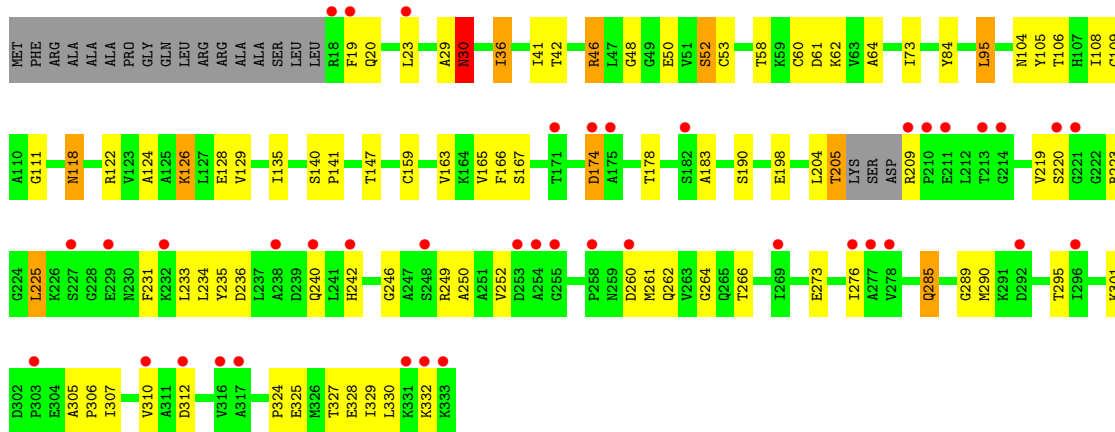 MET PHE ARG ALA ALA ALA PRO GLY GLN LEU ARG ARG ALA ALA SER LEU LEU R18 F19 Q20 L23 A29 N30 I36 I41 T42 R46 L47 G48 G49 E50 V51 S52 C53 T58 K59 C60 D61 K62 V63 A64 I73 Y84 L95 N104 Y105 T106 H107 I108 C109
A110 G111 N118 R122 V123 A124 A125 K126 L127 E128 V129 I135 S140 P141 T147 C159 V163 K164 V165 F166 S167 T171 D174 A175 T178 S182 A183 S190 E198 L204 T205 LYS SER ASP R209 P210 E211 L212 T213 G214 V219 S220 G221 G222 R223
G224 L225 K226 S227 G228 E229 N230 F231 K232 L233 L234 Y235 D236 L237 A238 D239 Q240 L241 H242 G246 A247 S248 R249 A250 A251 V252 D253 A254 G255 P258 N259 D260 M261 Q262 V263 G264 Q265 T266 I269 E273 I276 A277 V278 Q285 G289 M290 K291 D292 T295 I296 K301
D302 P303 E304 A305 P306 I307 V310 A311 D312 V316 A317 P324 E325 M326 T327 E328 I329 L330 K331 K332 K333